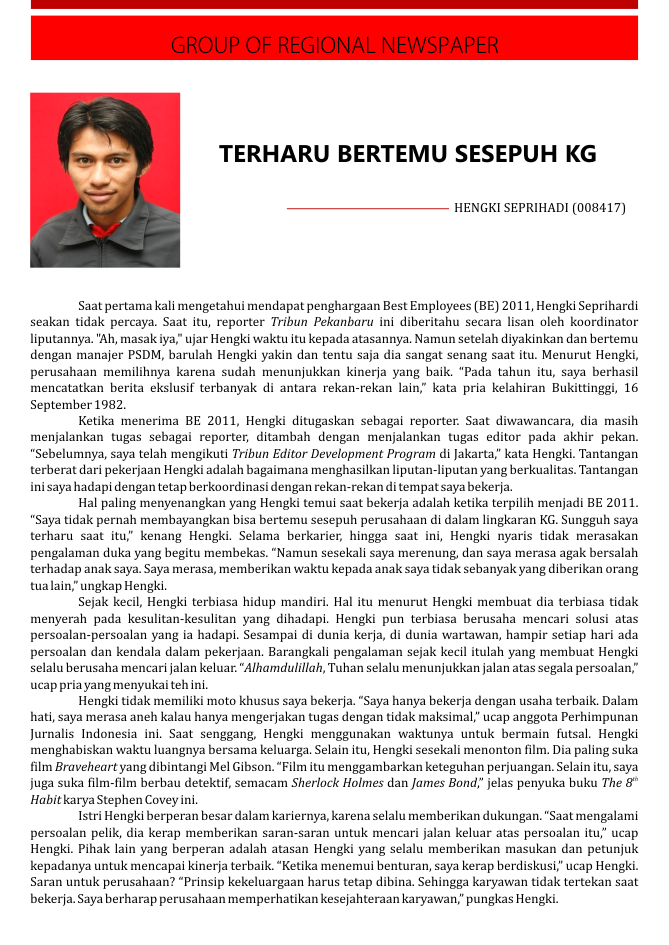 GROUP OF REGIONAL NEWSPAPER
TERHARU BERTEMU SESEPUH KG
HENGKI SEPRIHADI (008417)
Saat pertama kali mengetahui mendapat penghargaan Best Employees (BE) 2011, Hengki Seprihardi
seakan tidak percaya. Saat itu, reporter Tribun Pekanbaru ini diberitahu secara lisan oleh koordinator
liputannya. "Ah, masak iya," ujar Hengki waktu itu kepada atasannya. Namun setelah diyakinkan dan bertemu
dengan manajer PSDM, barulah Hengki yakin dan tentu saja dia sangat senang saat itu. Menurut Hengki,
perusahaan memilihnya karena sudah menunjukkan kinerja yang baik. “Pada tahun itu, saya berhasil
mencatatkan berita ekslusif terbanyak di antara rekan-rekan lain,” kata pria kelahiran Bukittinggi, 16
September 1982.
Ketika menerima BE 2011, Hengki ditugaskan sebagai reporter. Saat diwawancara, dia masih
menjalankan tugas sebagai reporter, ditambah dengan menjalankan tugas editor pada akhir pekan.
“Sebelumnya, saya telah mengikuti Tribun Editor Development Program di Jakarta,” kata Hengki. Tantangan
terberat dari pekerjaan Hengki adalah bagaimana menghasilkan liputan-liputan yang berkualitas. Tantangan
ini saya hadapi dengan tetap berkoordinasi dengan rekan-rekan di tempat saya bekerja.
Hal paling menyenangkan yang Hengki temui saat bekerja adalah ketika terpilih menjadi BE 2011.
“Saya tidak pernah membayangkan bisa bertemu sesepuh perusahaan di dalam lingkaran KG. Sungguh saya
terharu saat itu,” kenang Hengki. Selama berkarier, hingga saat ini, Hengki nyaris tidak merasakan
pengalaman duka yang begitu membekas. “Namun sesekali saya merenung, dan saya merasa agak bersalah
terhadap anak saya. Saya merasa, memberikan waktu kepada anak saya tidak sebanyak yang diberikan orang
tua lain,” ungkap Hengki.
Sejak kecil, Hengki terbiasa hidup mandiri. Hal itu menurut Hengki membuat dia terbiasa tidak
menyerah pada kesulitan-kesulitan yang dihadapi. Hengki pun terbiasa berusaha mencari solusi atas
persoalan-persoalan yang ia hadapi. Sesampai di dunia kerja, di dunia wartawan, hampir setiap hari ada
persoalan dan kendala dalam pekerjaan. Barangkali pengalaman sejak kecil itulah yang membuat Hengki
selalu berusaha mencari jalan keluar. “Alhamdulillah, Tuhan selalu menunjukkan jalan atas segala persoalan,”
ucap pria yang menyukai teh ini.
Hengki tidak memiliki moto khusus saya bekerja. “Saya hanya bekerja dengan usaha terbaik. Dalam
hati, saya merasa aneh kalau hanya mengerjakan tugas dengan tidak maksimal,” ucap anggota Perhimpunan
Jurnalis Indonesia ini. Saat senggang, Hengki menggunakan waktunya untuk bermain futsal. Hengki
menghabiskan waktu luangnya bersama keluarga. Selain itu, Hengki sesekali menonton film. Dia paling suka
film Braveheart yang dibintangi Mel Gibson. “Film itu menggambarkan keteguhan perjuangan. Selain itu, saya
juga suka film-film berbau detektif, semacam Sherlock Holmes dan James Bond,” jelas penyuka buku The 8th
Habit karya Stephen Covey ini.
Istri Hengki berperan besar dalam kariernya, karena selalu memberikan dukungan. “Saat mengalami
persoalan pelik, dia kerap memberikan saran-saran untuk mencari jalan keluar atas persoalan itu,” ucap
Hengki. Pihak lain yang berperan adalah atasan Hengki yang selalu memberikan masukan dan petunjuk
kepadanya untuk mencapai kinerja terbaik. “Ketika menemui benturan, saya kerap berdiskusi,” ucap Hengki.
Saran untuk perusahaan? “Prinsip kekeluargaan harus tetap dibina. Sehingga karyawan tidak tertekan saat
bekerja. Saya berharap perusahaan memperhatikan kesejahteraan karyawan,” pungkas Hengki.